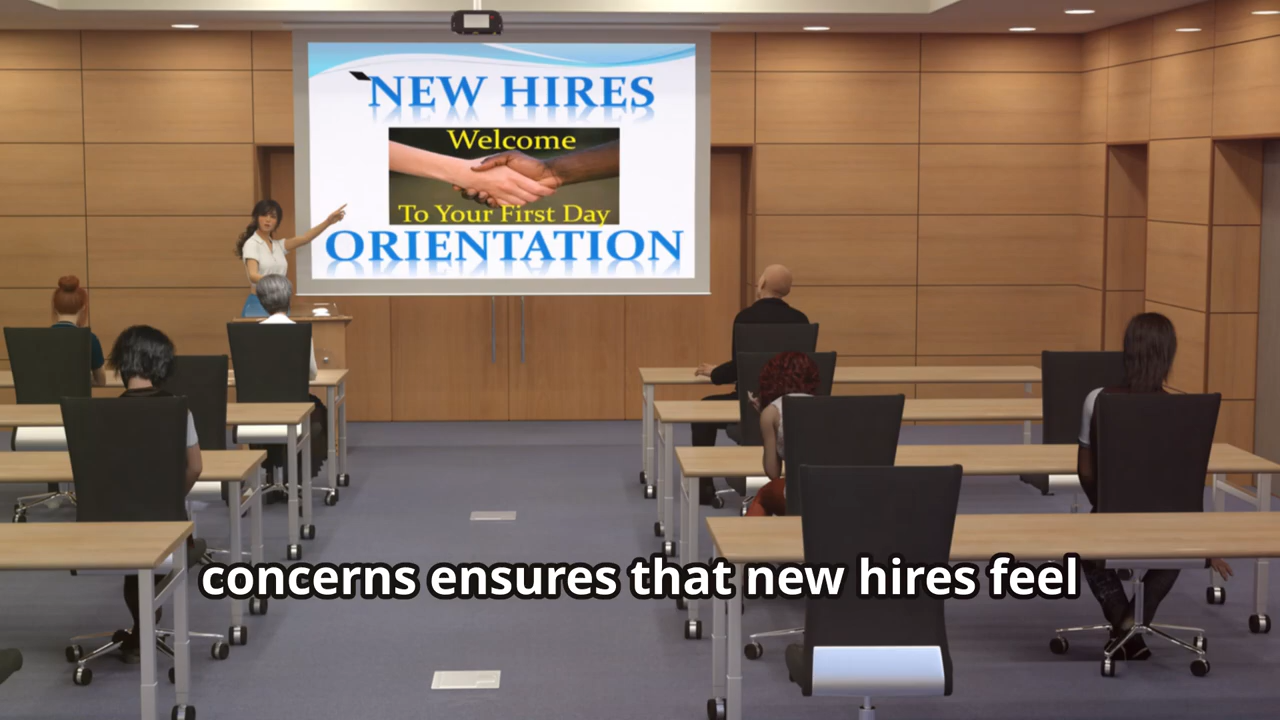 NEW HIRES
Welcome
To Your First Day
ORIENTATION
concerns ensures that new hires feel